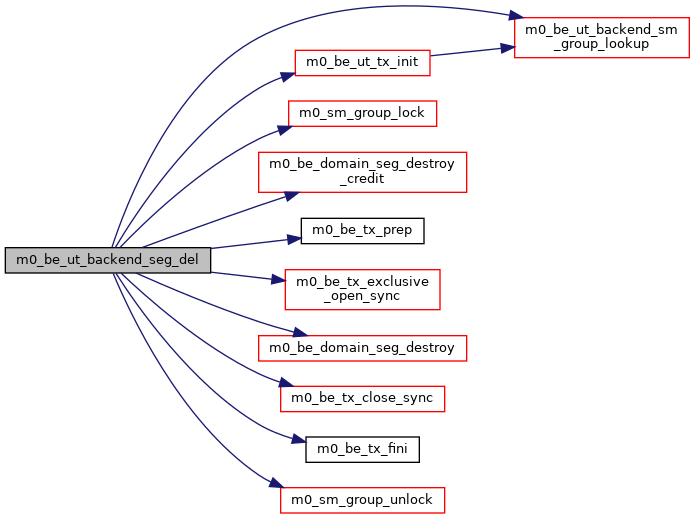 m0_be_ut_backend_sm
_group_lookup
m0_be_ut_tx_init
m0_sm_group_lock
m0_be_domain_seg_destroy
_credit
m0_be_tx_prep
m0_be_ut_backend_seg_del
m0_be_tx_exclusive
_open_sync
m0_be_domain_seg_destroy
m0_be_tx_close_sync
m0_be_tx_fini
m0_sm_group_unlock